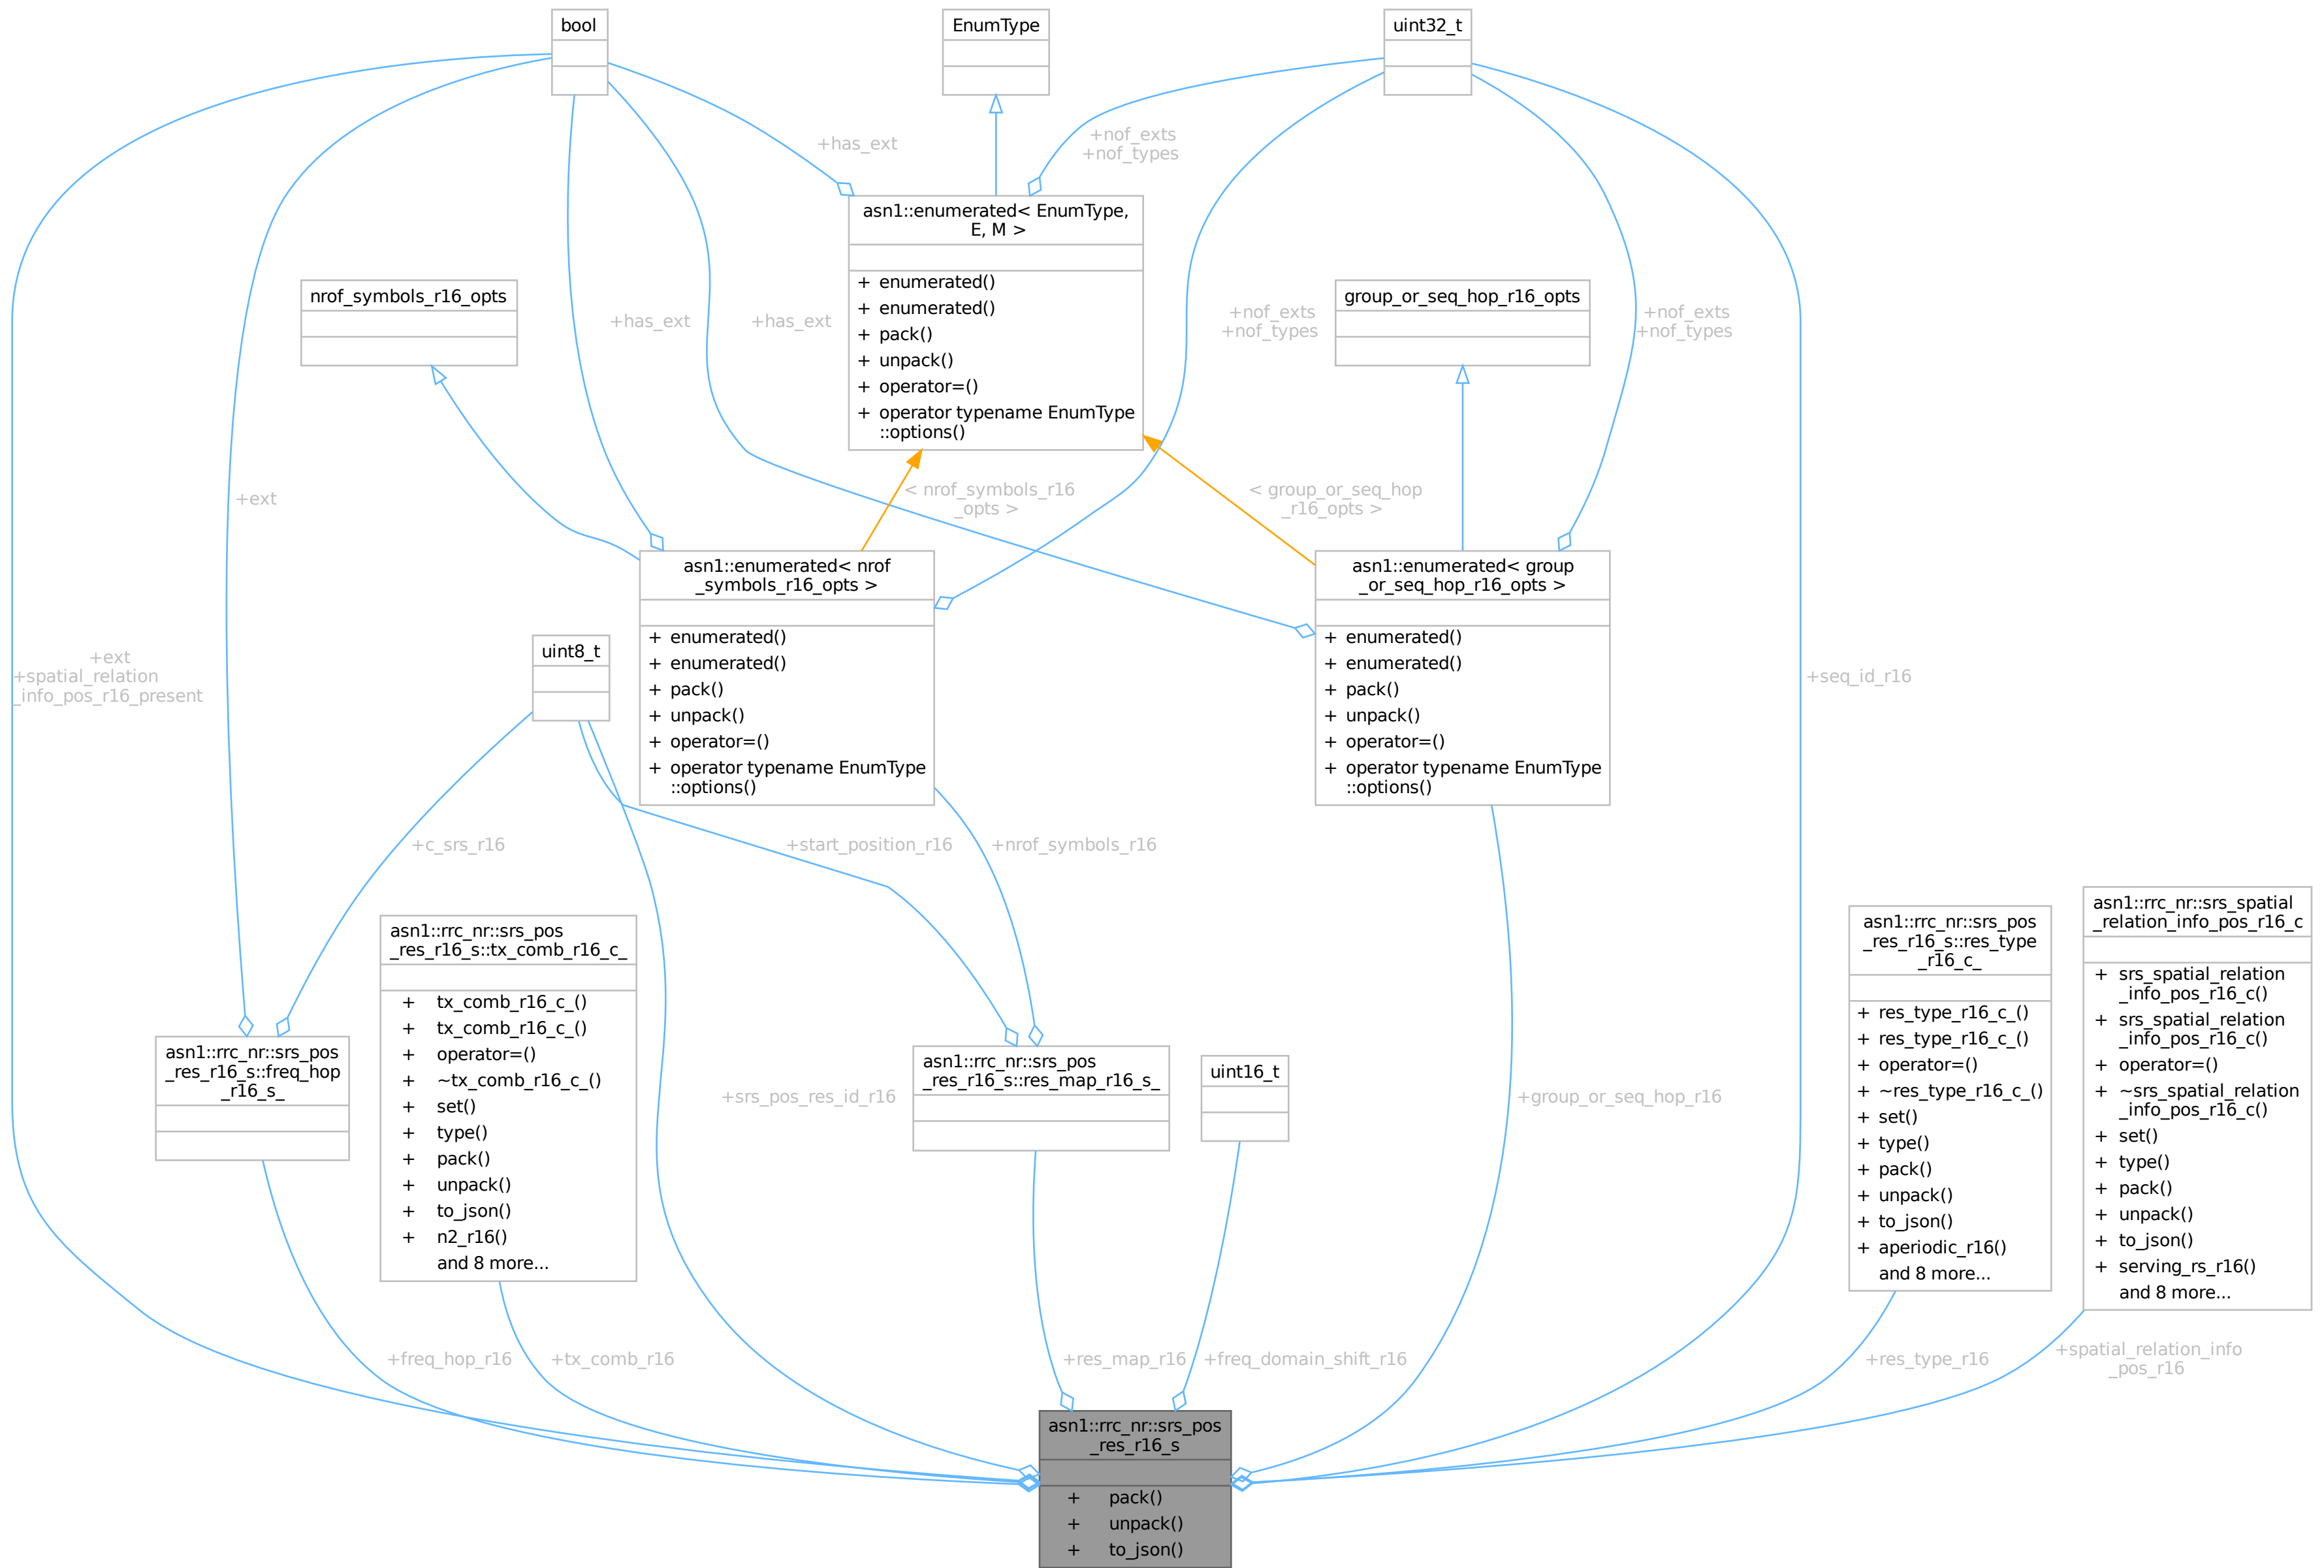 bool
EnumType
uint32_t
+has_ext
+nof_exts
+nof_types
asn1::enumerated< EnumType,
E, M >
+ enumerated()
+ enumerated()
+ pack()
+ unpack()
+ operator=()
+ operator typename EnumType
::options()
nrof_symbols_r16_opts
group_or_seq_hop_r16_opts
+has_ext
+has_ext
+nof_exts
+nof_types
+nof_exts
+nof_types
+ext
< nrof_symbols_r16
_opts >
< group_or_seq_hop
_r16_opts >
asn1::enumerated< nrof
_symbols_r16_opts >
+ enumerated()
+ enumerated()
+ pack()
+ unpack()
+ operator=()
+ operator typename EnumType
::options()
asn1::enumerated< group
_or_seq_hop_r16_opts >
+ enumerated()
+ enumerated()
+ pack()
+ unpack()
+ operator=()
+ operator typename EnumType
::options()
uint8_t
+ext
+spatial_relation
_info_pos_r16_present
+seq_id_r16
+c_srs_r16
+start_position_r16
+nrof_symbols_r16
asn1::rrc_nr::srs_pos
_res_r16_s::freq_hop
_r16_s_
asn1::rrc_nr::srs_pos
_res_r16_s::tx_comb_r16_c_
+ tx_comb_r16_c_()
+ tx_comb_r16_c_()
+ operator=()
+ ~tx_comb_r16_c_()
+ set()
+ type()
+ pack()
+ unpack()
+ to_json()
+ n2_r16()
and 8 more...
+srs_pos_res_id_r16
asn1::rrc_nr::srs_pos
_res_r16_s::res_map_r16_s_
uint16_t
+group_or_seq_hop_r16
asn1::rrc_nr::srs_pos
_res_r16_s::res_type
_r16_c_
+ res_type_r16_c_()
+ res_type_r16_c_()
+ operator=()
+ ~res_type_r16_c_()
+ set()
+ type()
+ pack()
+ unpack()
+ to_json()
+ aperiodic_r16()
and 8 more...
asn1::rrc_nr::srs_spatial
_relation_info_pos_r16_c
+ srs_spatial_relation
_info_pos_r16_c()
+ srs_spatial_relation
_info_pos_r16_c()
+ operator=()
+ ~srs_spatial_relation
_info_pos_r16_c()
+ set()
+ type()
+ pack()
+ unpack()
+ to_json()
+ serving_rs_r16()
and 8 more...
+freq_hop_r16
+tx_comb_r16
+res_map_r16
+freq_domain_shift_r16
+res_type_r16
+spatial_relation_info
_pos_r16
asn1::rrc_nr::srs_pos
_res_r16_s
+ pack()
+ unpack()
+ to_json()